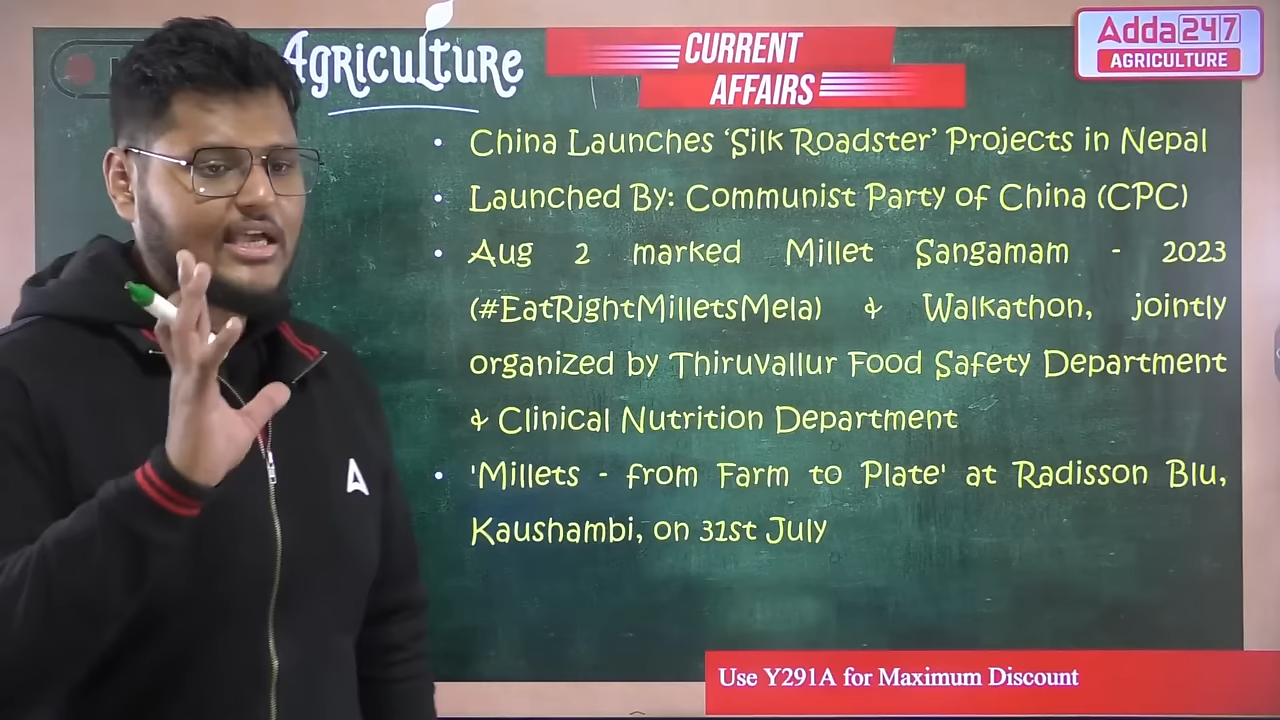 Agriculture
CURRENT
AFFAIRS
Adda247
AGRICULTURE
• China Launches ‘Silk Roadster’ Projects in Nepal
• Launched By: Communist Party of China (CPC)
• Aug 2 marked Millet Sangamam - 2023
(#EatRightMilletsMela) & Walkathon, jointly
organized by Thiruvallur Food Safety Department
& Clinical Nutrition Department
• 'Millets - from Farm to Plate' at Radisson Blu,
Kaushambi, on 31st July
A
Use Y291A for Maximum Discount